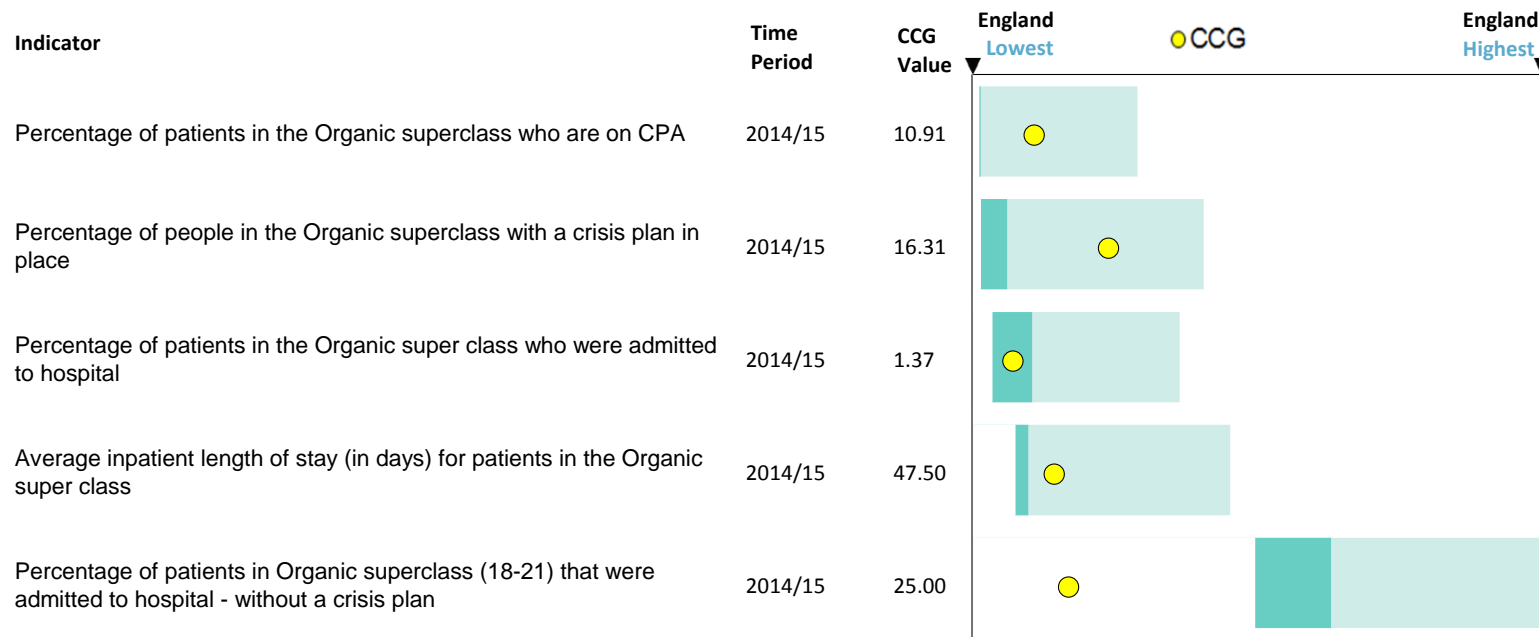 Indicator
Time Period
CCG Value
England Lowest
CCG
England Highest
Percentage of patients in the Organic superclass who are on CPA
2014/15
10.91
Percentage of people in the Organic superclass with a crisis plan in
place
2014/15
16.31
Percentage of patients in the Organic super class who were admitted
to hospital
2014/15
1.37
Average inpatient length of stay (in days) for patients in the Organic
super class
2014/15
47.50
Percentage of patients in Organic superclass (18-21) that were
admitted to hospital - without a crisis plan
2014/15
25.00